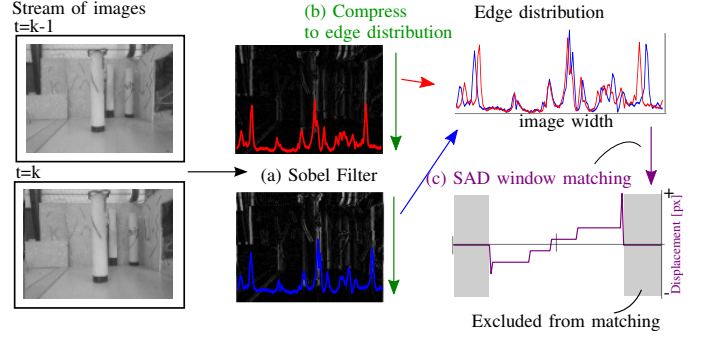 Stream of images
t=k-1
t=k
(a) Sobel Filter
(b) Compress
to edge distribution
Edge distribution
image width
(c) SAD window matching
+
Displacement [px]
-
Excluded from matching